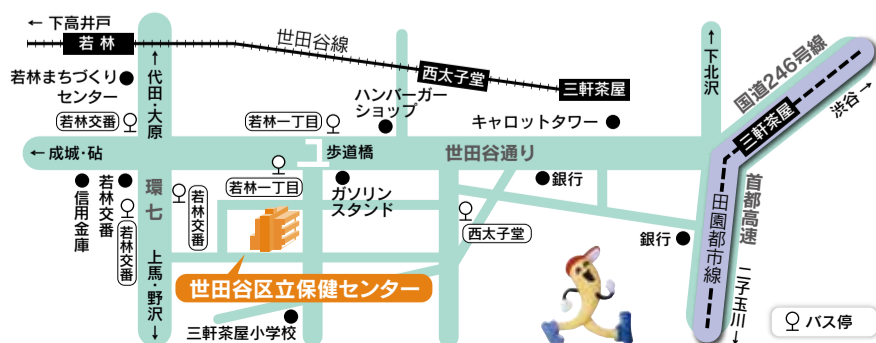 ← 下高井戸
若林
世田谷線
西太子堂
三軒茶屋
若林まちづくり
センター
↑
代田・大原
ハンバーガー
ショップ
キャロットタワー
↑
下北沢
国道246号線
三軒茶屋
渋谷→
若林交番
若林一丁目
← 成城・砧
歩道橋
世田谷通り
信用金庫
若林交番
若林交番
環七
若林交番
若林一丁目
ガソリン
スタンド
銀行
西太子堂
銀行
首都高速
田園都市線
二子玉川→
上馬・野沢→
世田谷区立保健センター
三軒茶屋小学校
バス停